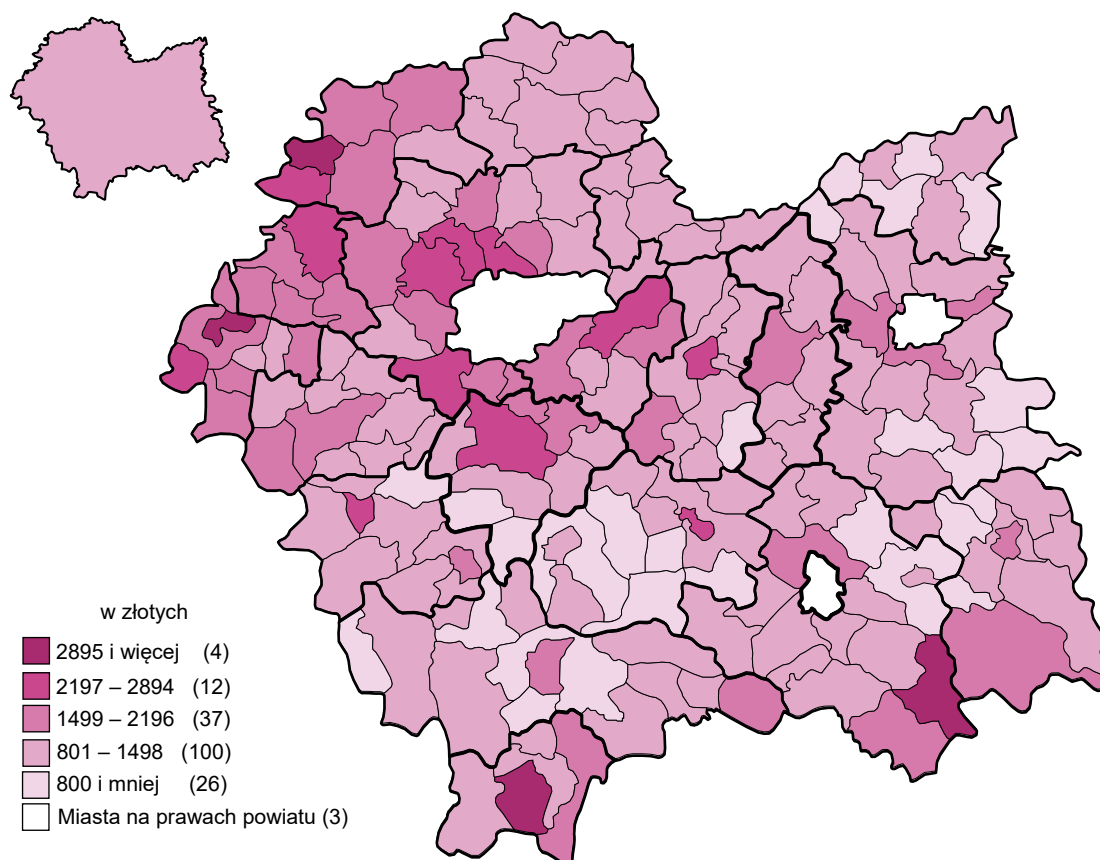 w złotych
2895 i więcej (4)
2197 – 2894 (12)
1499 – 2196 (37)
801 – 1498 (100)
800 i mniej (26)
Miasta na prawach powiatu (3)